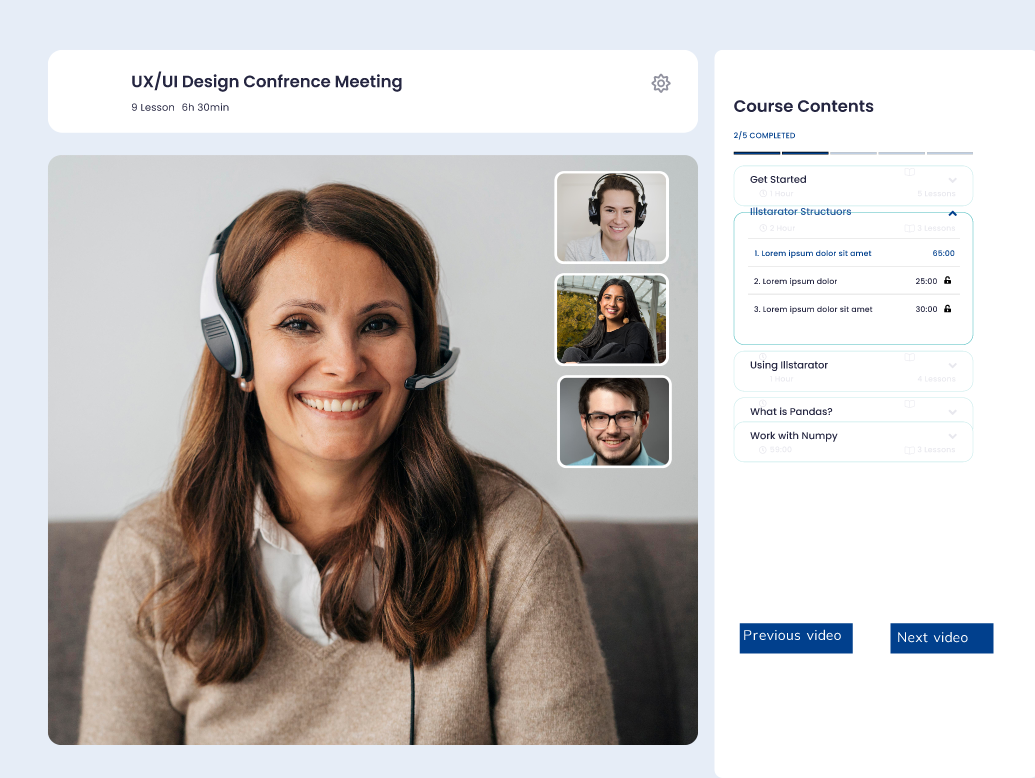 UX/UI Design Confrence Meeting
9 Lesson 6h 30min
Course Contents
2/5 COMPLETED
Get Started
1 Hour 5 Lessons
Illstarator Structuors
2 Hour 3 Lessons
1. Lorem ipsum dolor sit amet 65:00
2. Lorem ipsum dolor 25:00
3. Lorem ipsum dolor sit amet 30:00
Using Illstarator
1 Hour 4 Lessons
What is Pandas?
Work with Numpy
3 Lessons
Previous video Next video